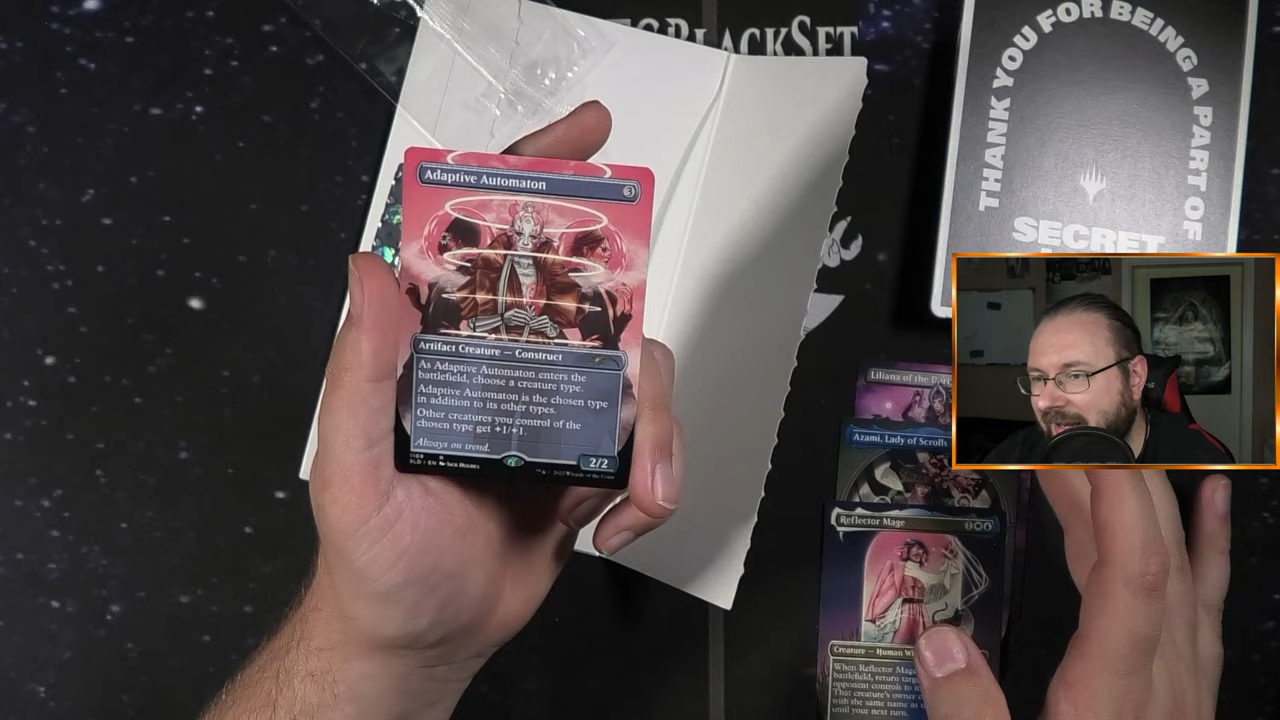 BLACKSET
THANK YOU FOR BEING A PART OF
SECRET
Adaptive Automaton
3
Artifact Creature — Construct
As Adaptive Automaton enters the
battlefield, choose a creature type.
Adaptive Automaton is the chosen type
in addition to its other types.
Other creatures you control of the
chosen type get +1/+1.
Always on trend.
2/2
SLD • EN
Liliana of the
Azami, Lady of Scrolls
Reflector Mage
1
Creature — Human
When Reflector Mage
battlefield, return
opponent controls to
That creature's owner
with the same name as
until your next turn.